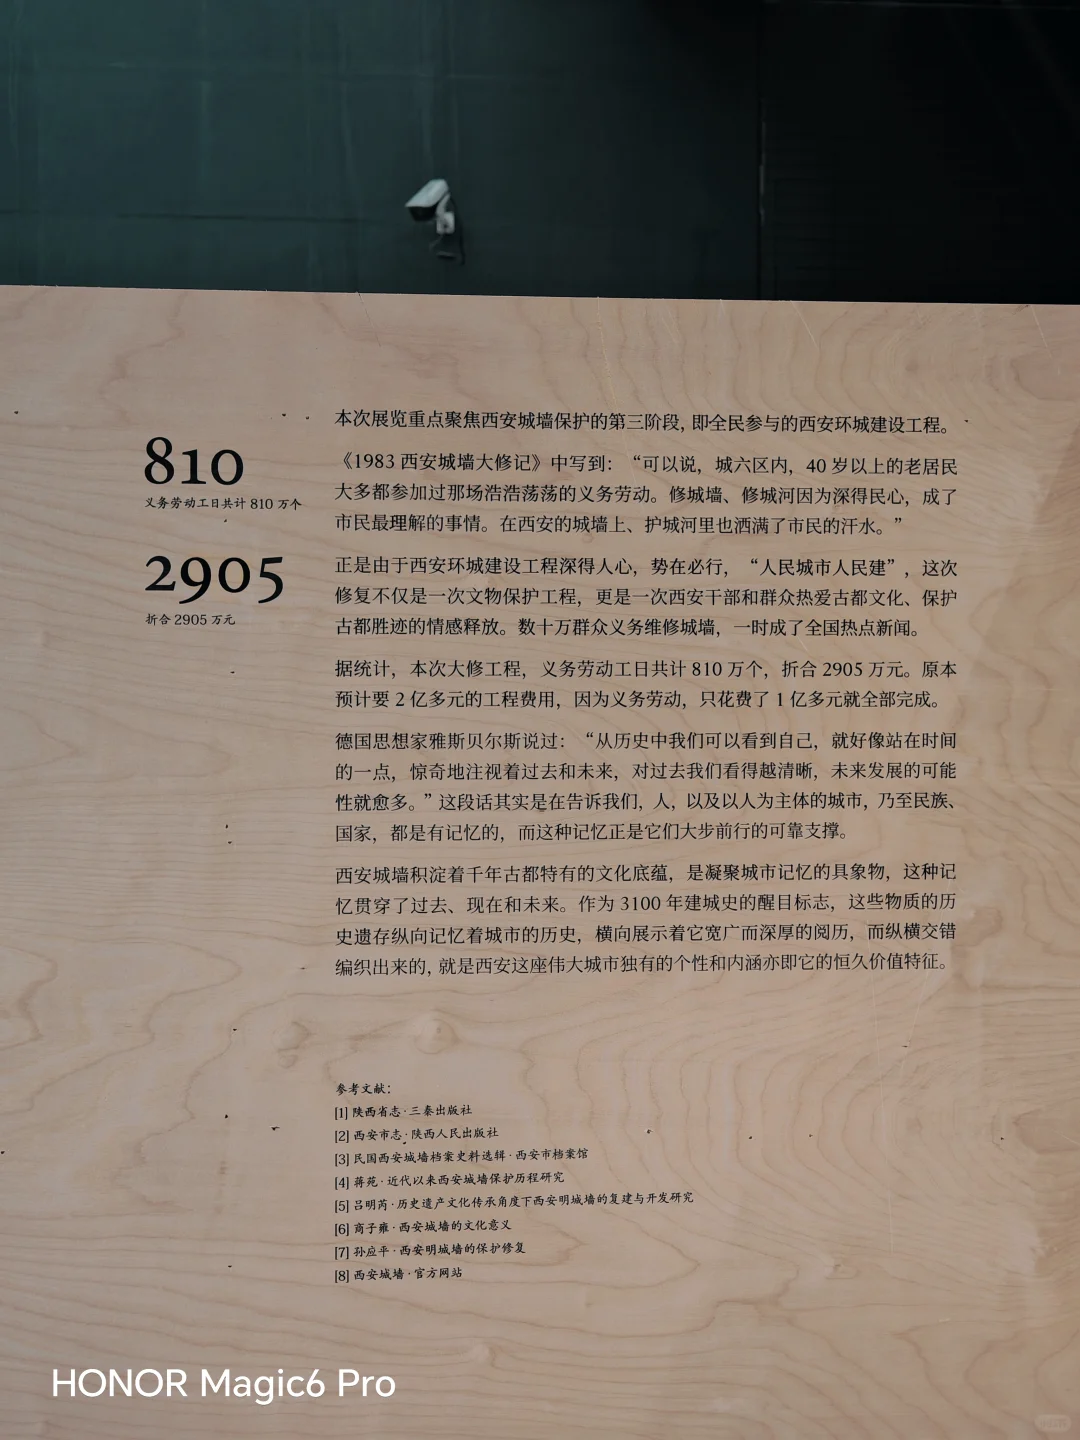 810
义务劳动工日共计 810 万个
2905
折合 2905 万元
本次展览重点聚焦西安城墙保护的第三阶段，即全民参与的西安环城建设工程。
《1983 西安城墙大修记》中写到：“可以说，城六区内，40 岁以上的老居民
大多都参加过那场浩浩荡荡的义务劳动。修城墙、修城河因为深得民心，成了
市民最理解的事情。在西安的城墙上、护城河里也洒满了市民的汗水。”
正是由于西安环城建设工程深得人心，势在必行，“人民城市人民建”，这次
修复不仅是一次文物保护工程，更是一次西安干部和群众热爱古都文化、保护
古都胜迹的情感释放。数十万群众义务维修城墙，一时成了全国热点新闻。
据统计，本次大修工程，义务劳动工日共计 810 万个，折合 2905 万元。原本
预计要 2 亿多元的工程费用，因为义务劳动，只花费了 1 亿多元就全部完成。
德国思想家雅斯贝尔斯说过：“从历史中我们可以看到自己，就好像站在时间
的一点，惊奇地注视着过去和未来，对过去我们看得越清晰，未来发展的可能
性就愈多。”这段话其实是在告诉我们，人，以及以人为主体的城市，乃至民族、
国家，都是有记忆的，而这种记忆正是它们大步前行的可靠支撑。
西安城墙积淀着千年古都特有的文化底蕴，是凝聚城市记忆的具象物，这种记
忆贯穿了过去、现在和未来。作为 3100 年建城史的醒目标志，这些物质的历
史遗存纵向记忆着城市的历史，横向展示着它宽广而深厚的阅历，而纵横交错
编织出来的，就是西安这座伟大城市独有的个性和内涵亦即它的恒久价值特征。
参考文献：
[1] 陕西省志·三秦出版社
[2] 西安市志·陕西人民出版社
[3] 民国西安城墙档案史料选辑·西安市档案馆
[4] 蒋苑·近代以来西安城墙保护历程研究
[5] 吕明芮·历史遗产文化传承角度下西安明城墙的复建与开发研究
[6] 商子雍·西安城墙的文化意义
[7] 孙应平·西安明城墙的保护修复
[8] 西安城墙·官方网站
HONOR Magic6 Pro